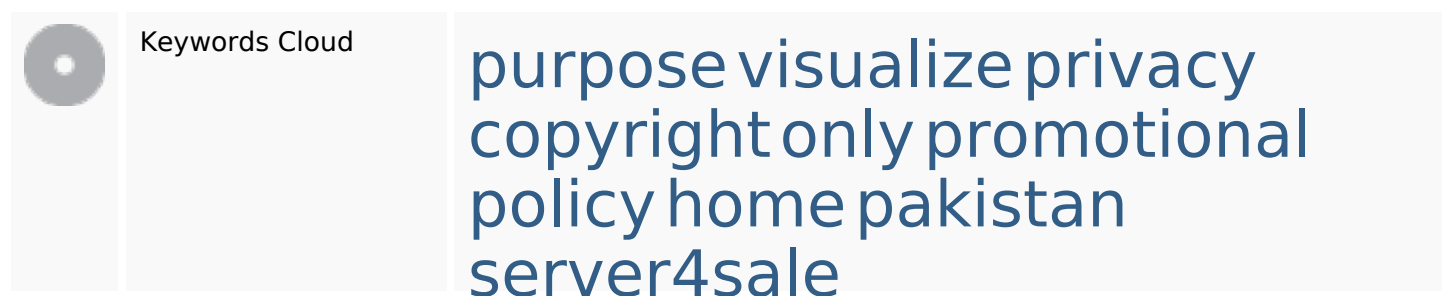 Keywords Cloud
purpose visualize privacy
copyright only promotional
policy home pakistan
server4sale